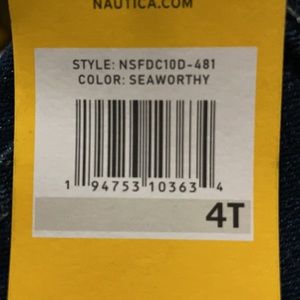 NAUTICA.COM
STYLE: NSFDC10D-481
COLOR: SEAWORTHY
1 94753 10363 4
4T